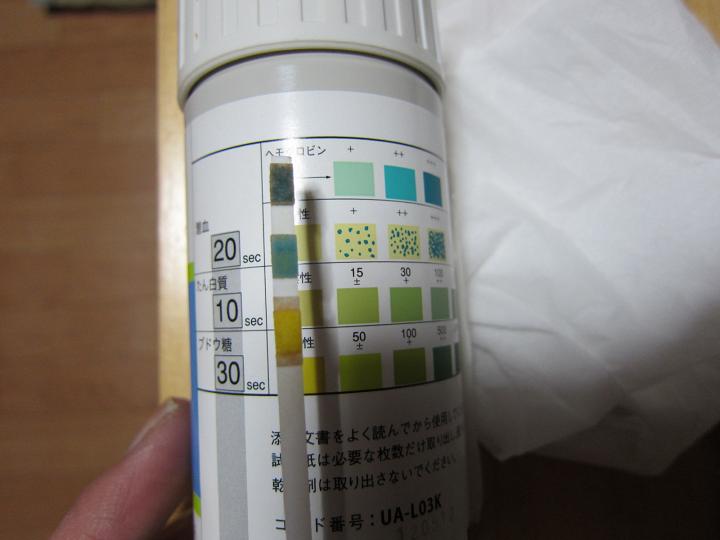 ヘモグロビン + ++ +++
潜血 性 + ++ +++
20 sec
たん白質 性 15 ± 30 + 100
10 sec
ブドウ糖 性 50 ± 100 + 500
30 sec
添 文書をよく読んでから使用して
試 紙は必要な枚数だけ取り出し
乾 剤は取り出さないでください。
コード番号:UA-L03K